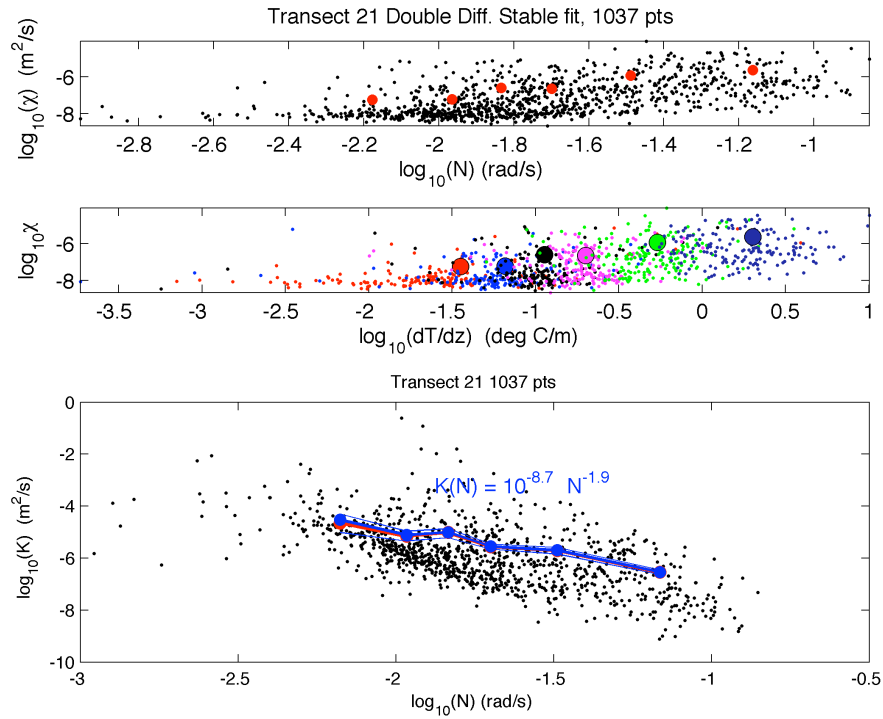 Transect 21 Double Diff. Stable fit, 1037 pts
log10(χ) (m2/s)
-6
-8
-2.8 -2.6 -2.4 -2.2 -2 -1.8 -1.6 -1.4 -1.2 -1
log10(N) (rad/s)
log10χ
-6
-8
-3.5 -3 -2.5 -2 -1.5 -1 -0.5 0 0.5 1
log10(dT/dz) (deg C/m)
Transect 21 1037 pts
log10(K) (m2/s)
0
-2
-4
-6
-8
-10
K(N) = 10^-8.7 N^-1.9
-3 -2.5 -2 -1.5 -1 -0.5
log10(N) (rad/s)